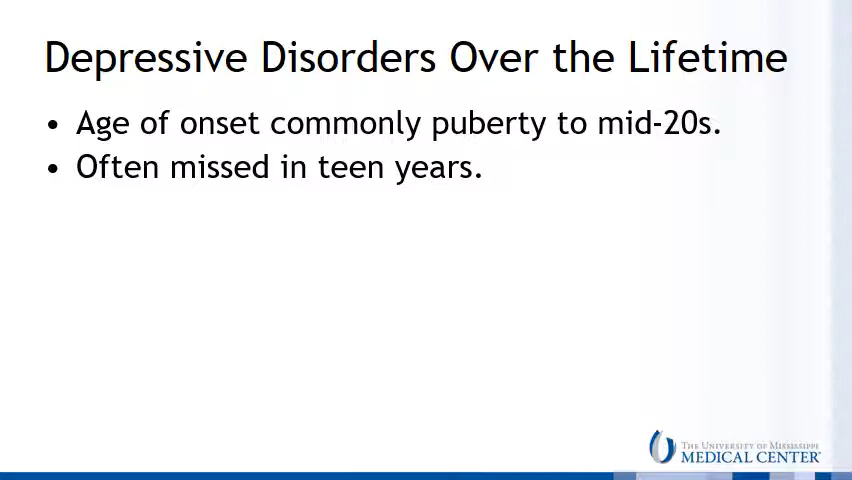 Depressive Disorders Over the Lifetime
• Age of onset commonly puberty to mid-20s.
• Often missed in teen years.
THE UNIVERSITY OF MISSISSIPPI
MEDICAL CENTER